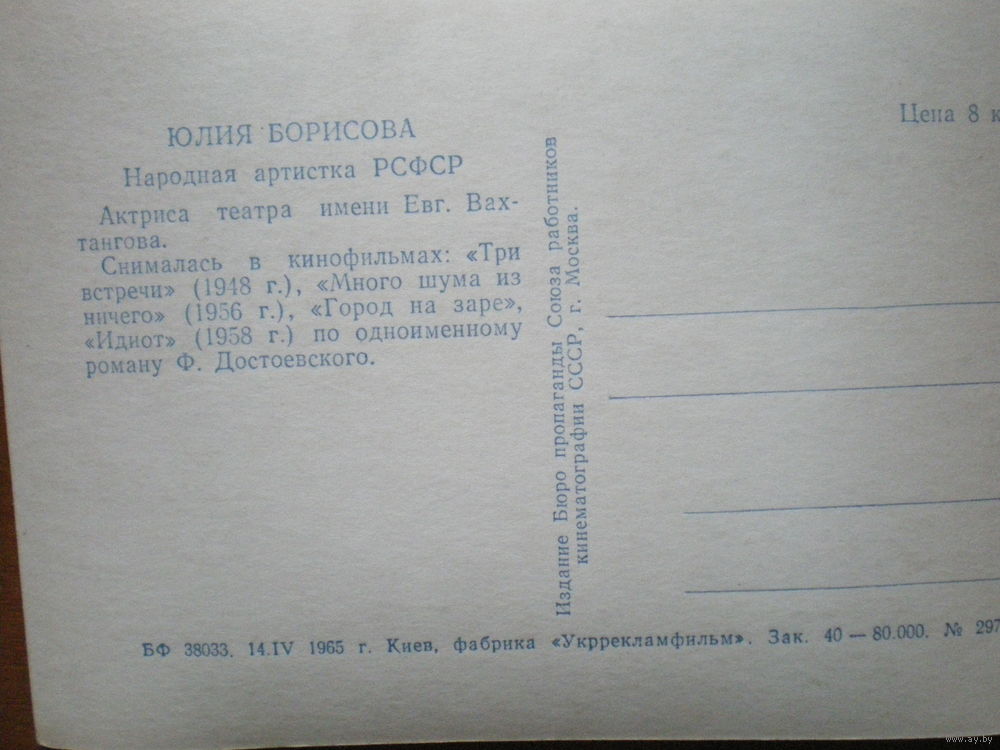 ЮЛИЯ БОРИСОВА
Народная артистка РСФСР
Актриса театра имени Евг. Вах-
тангова.
Снималась в кинофильмах: «Три
встречи» (1948 г.), «Много шума из
ничего» (1956 г.), «Город на заре»,
«Идиот» (1958 г.) по одноименному
роману Ф. Достоевского.
Издание Бюро пропаганды Союза работников
кинематографии СССР, г. Москва.
Цена 8 к
БФ 38033. 14.IV 1965 г. Киев, фабрика «Укррекламфильм». Зак. 40 — 80.000. № 297
www.ay.by